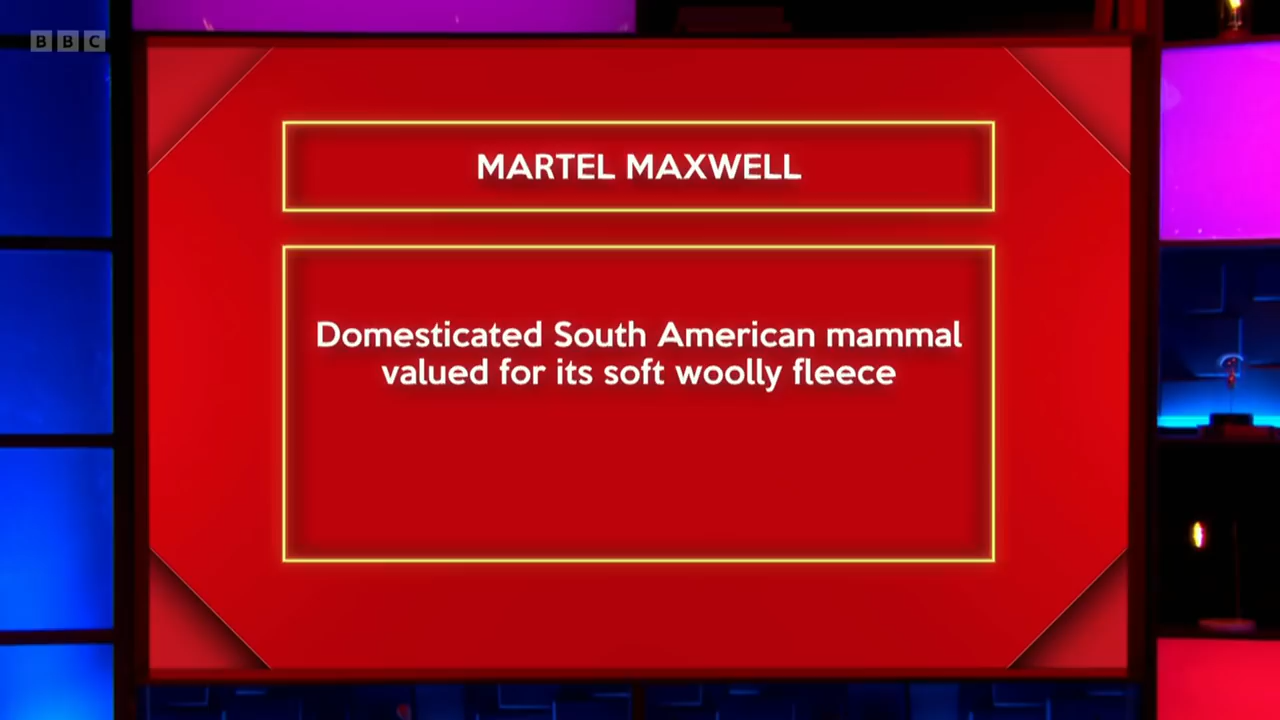 BBC
MARTEL MAXWELL
Domesticated South American mammal
valued for its soft woolly fleece